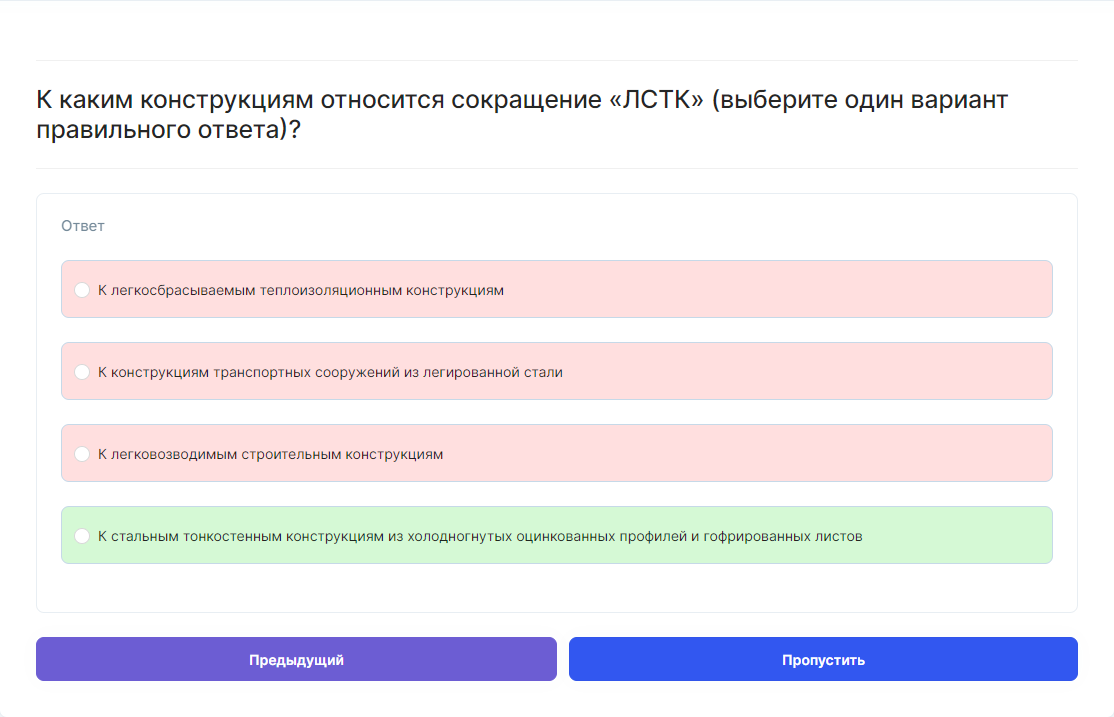 К каким конструкциям относится сокращение «ЛСТК» (выберите один вариант
правильного ответа)?
Ответ
К легкосбрасываемым теплоизоляционным конструкциям
К конструкциям транспортных сооружений из легированной стали
К легковозводимым строительным конструкциям
К стальным тонкостенным конструкциям из холодногнутых оцинкованных профилей и гофрированных листов
Предыдущий
Пропустить